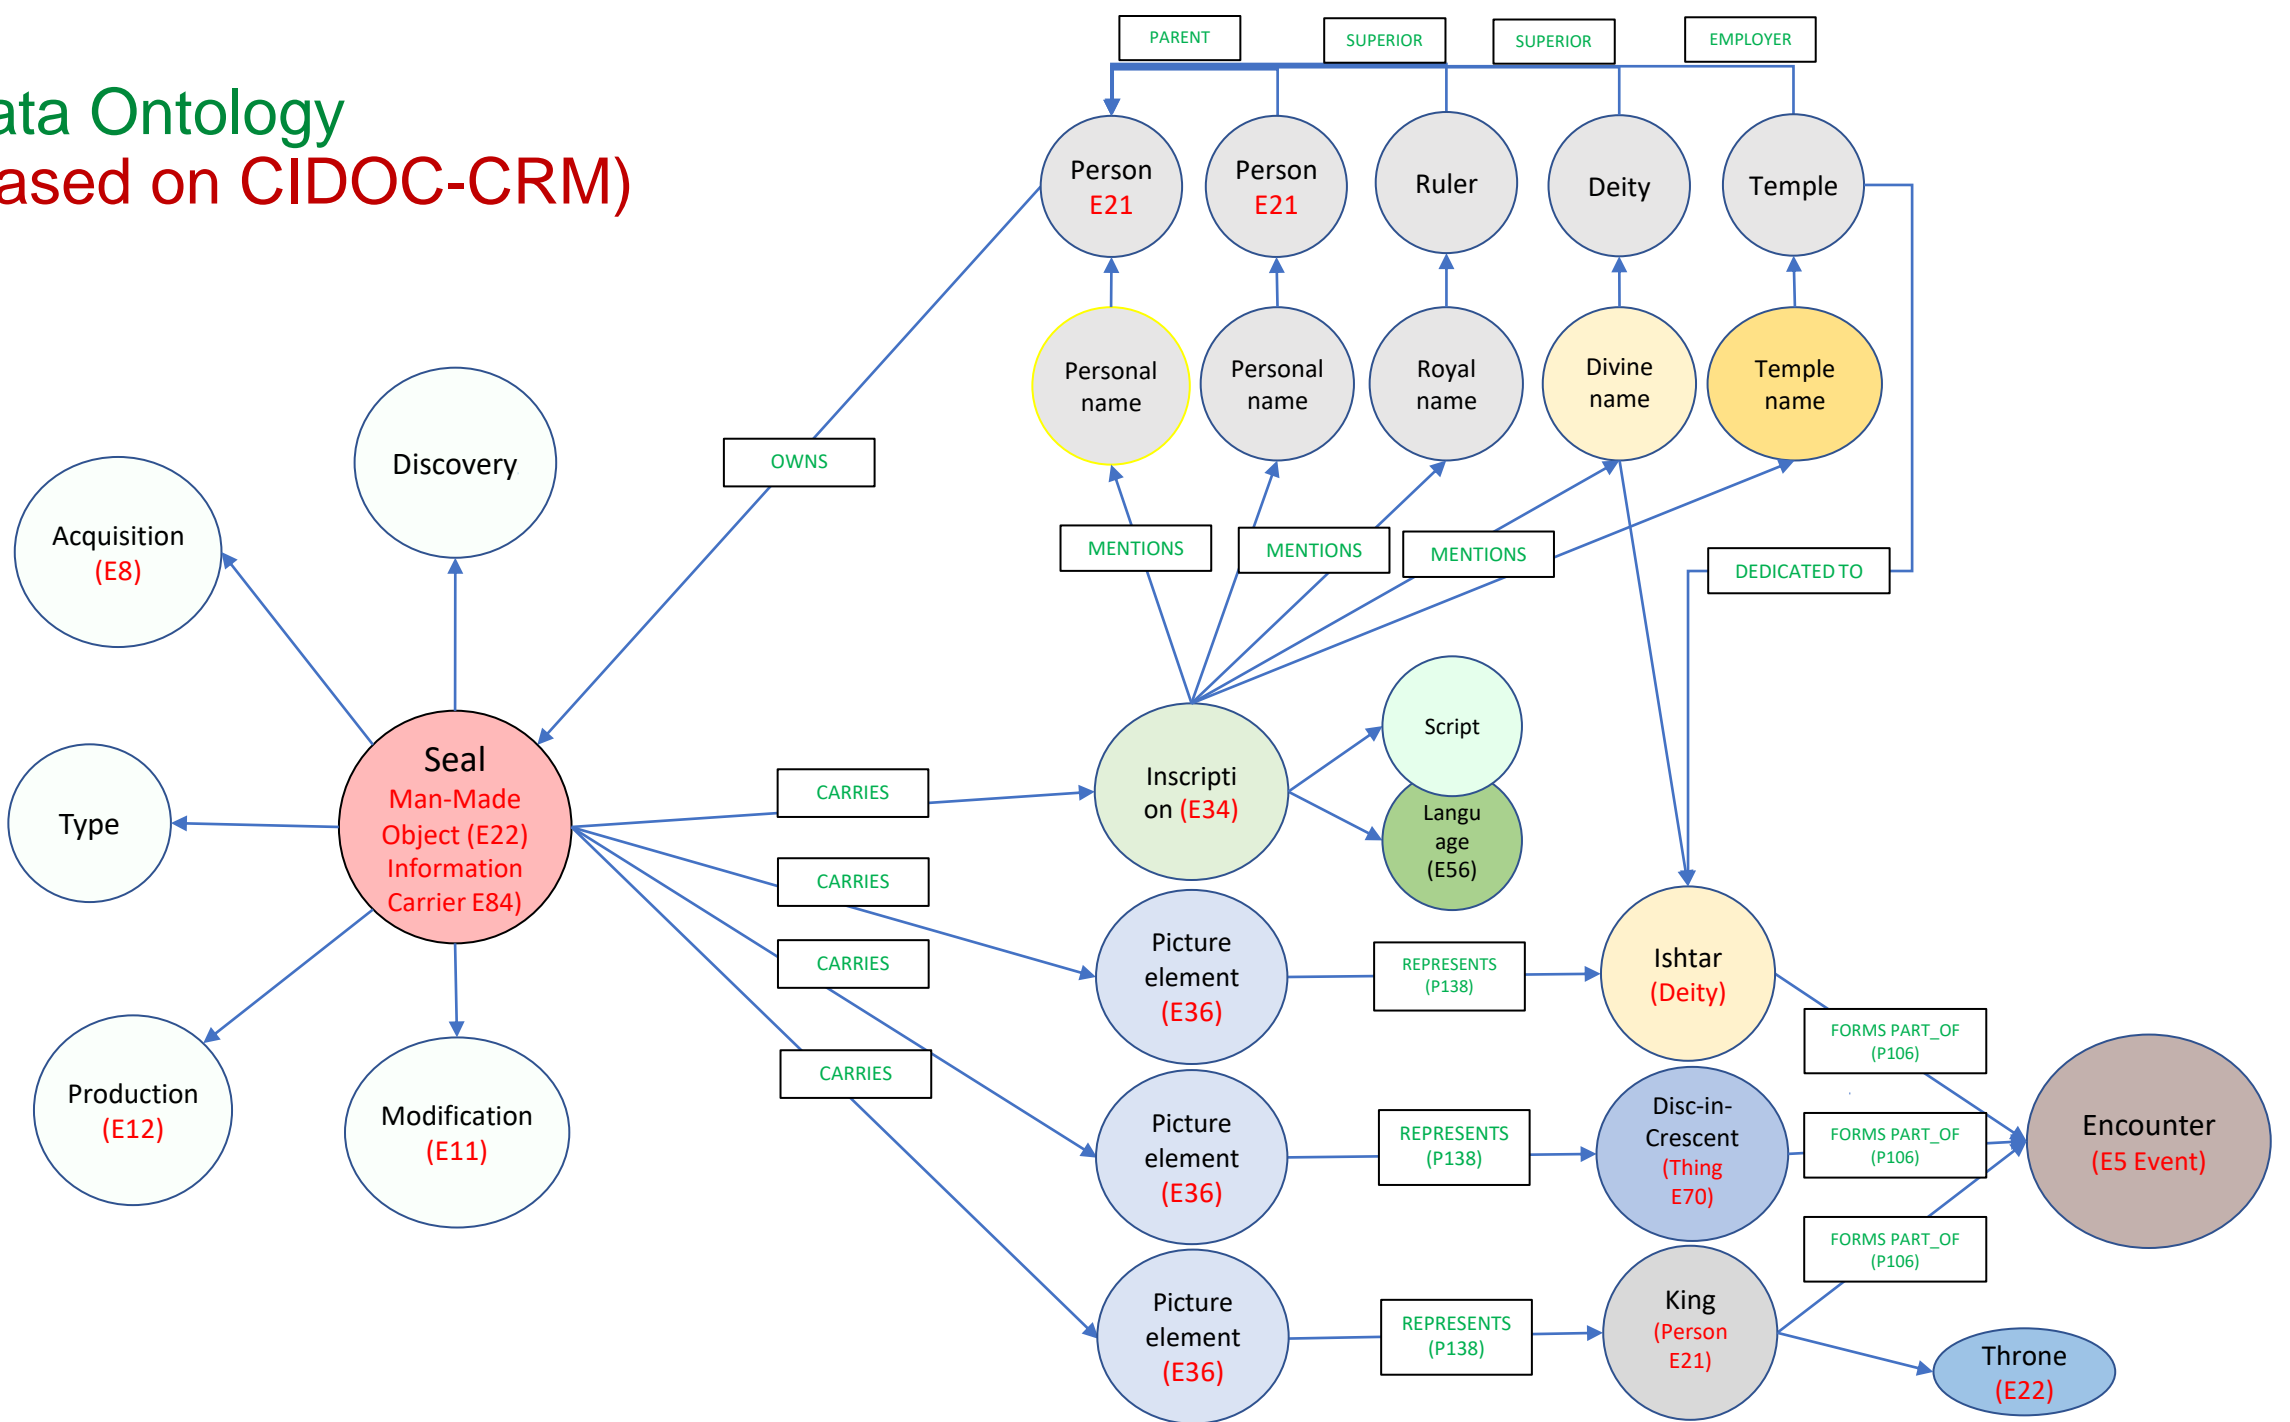 ata Ontology
ased on CIDOC-CRM)
PARENT
SUPERIOR
SUPERIOR
EMPLOYER
Person
E21
Person
E21
Ruler
Deity
Temple
Personal
name
Personal
name
Royal
name
Divine
name
Temple
name
OWNS
MENTIONS
MENTIONS
MENTIONS
DEDICATED TO
Discovery
Acquisition
(E8)
Type
Seal
Man-Made
Object (E22)
Information
Carrier E84)
Production
(E12)
Modification
(E11)
CARRIES
CARRIES
CARRIES
CARRIES
Inscripti
on (E34)
Script
Langu
age
(E56)
Picture
element
(E36)
REPRESENTS
(P138)
Ishtar
(Deity)
FORMS PART_OF
(P106)
Picture
element
(E36)
REPRESENTS
(P138)
Disc-in-
Crescent
(Thing
E70)
FORMS PART_OF
(P106)
Encounter
(E5 Event)
Picture
element
(E36)
REPRESENTS
(P138)
King
(Person
E21)
FORMS PART_OF
(P106)
Throne
(E22)